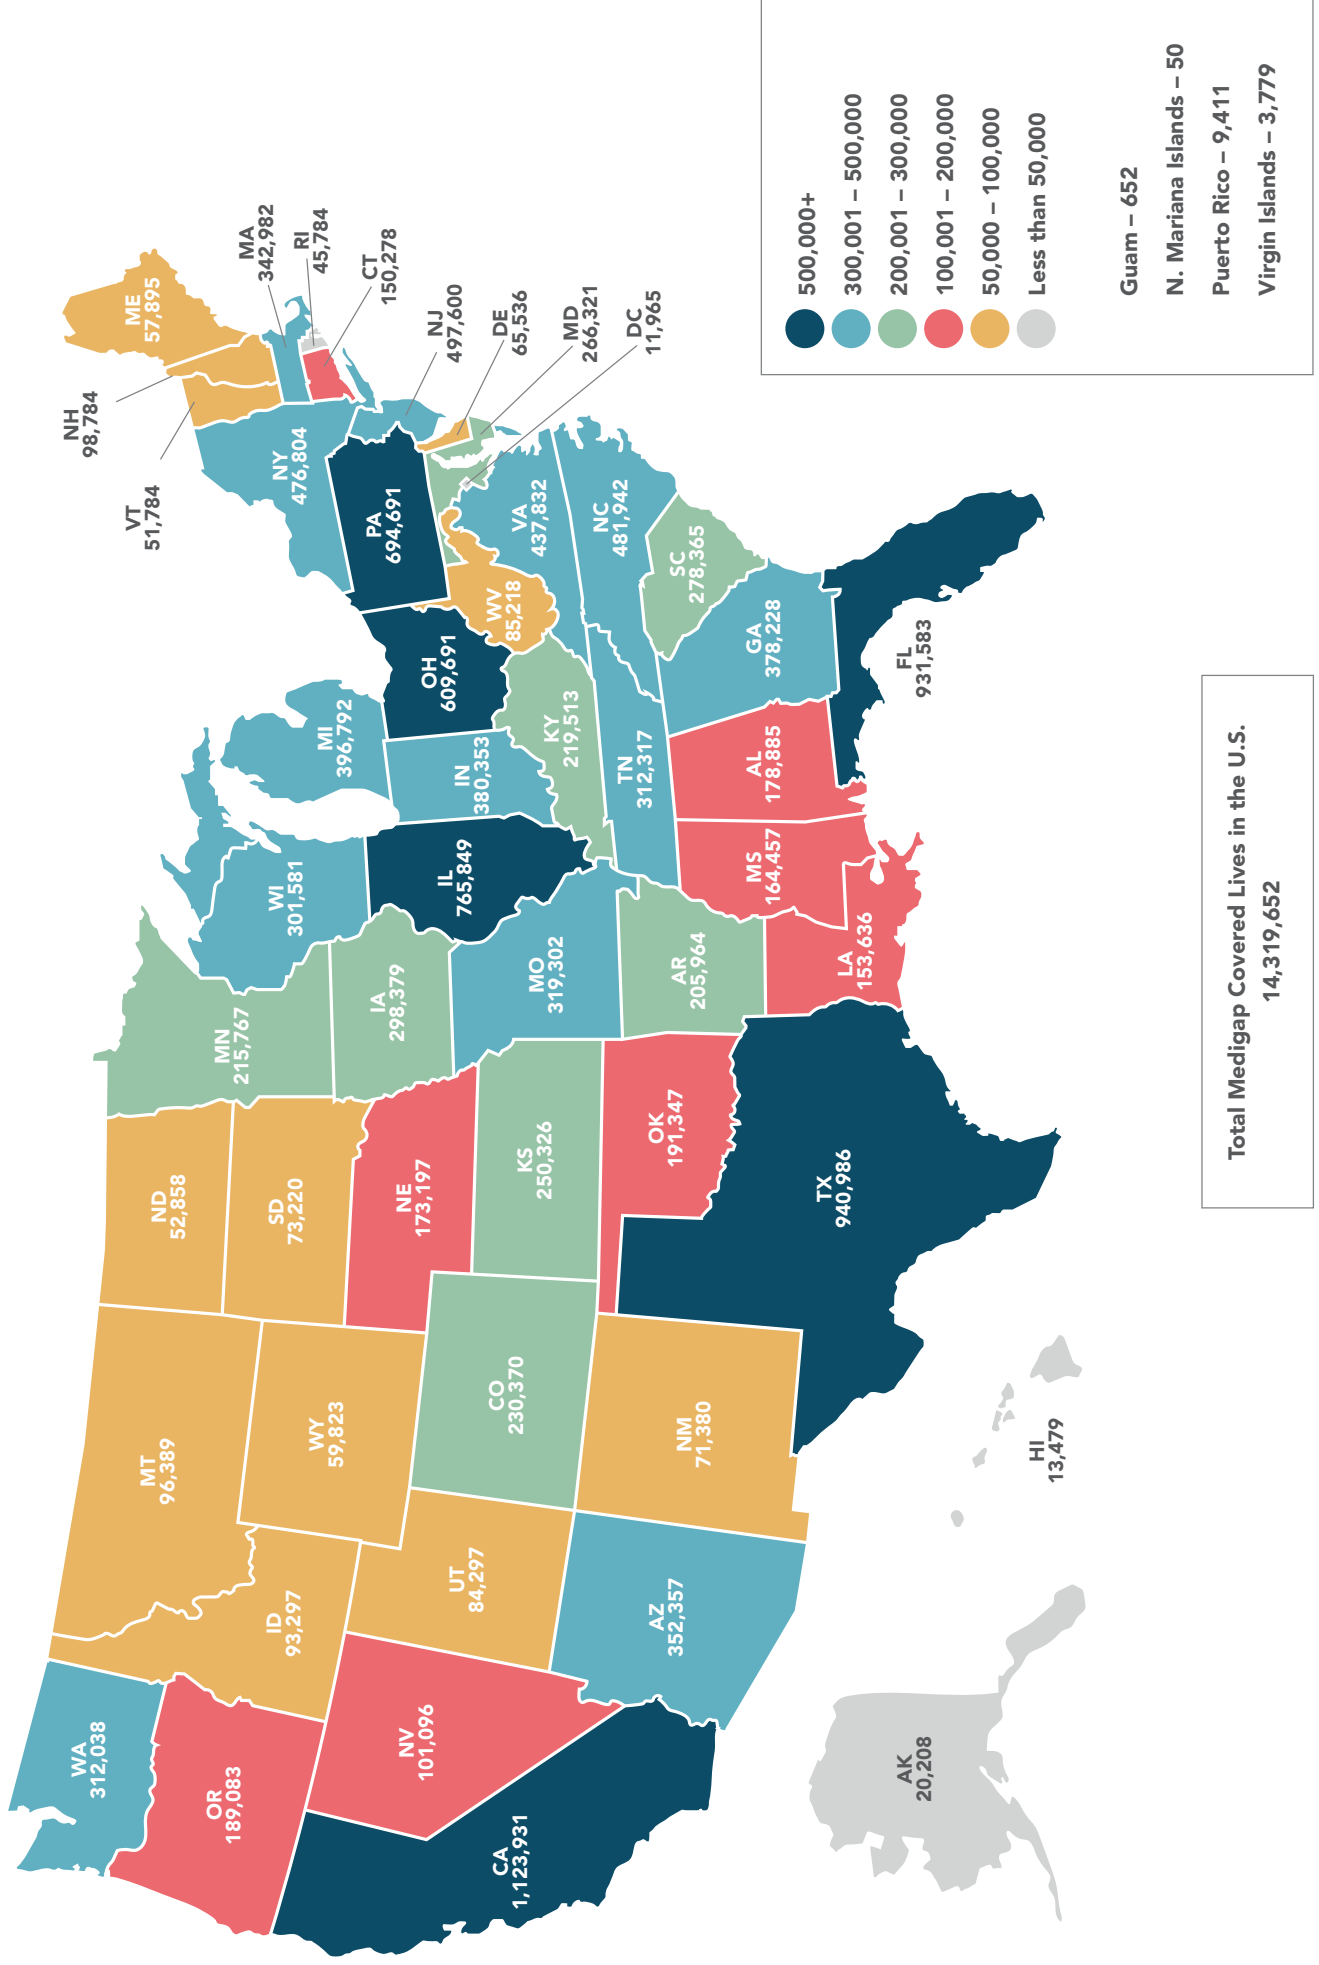 WA
312,038
OR
189,083
CA
1,123,931
NV
101,096
ID
93,297
MT
96,389
WY
59,823
UT
84,297
AZ
352,357
CO
230,370
NM
71,380
ND
52,858
SD
73,220
NE
173,197
KS
250,326
OK
191,347
TX
940,986
MN
215,767
IA
298,379
MO
319,302
AR
205,964
LA
153,636
WI
301,581
IL
765,849
MS
164,457
MI
396,792
IN
380,353
KY
219,513
TN
312,317
AL
178,885
OH
609,691
WV
85,218
GA
378,228
FL
931,583
SC
278,365
NC
481,942
VA
437,832
PA
694,691
NY
476,804
VT
51,784
NH
98,784
ME
57,895
MA
342,982
RI
45,784
CT
150,278
NJ
497,600
DE
65,536
MD
266,321
DC
11,965
AK
20,208
HI
13,479
Total Medigap Covered Lives in the U.S.
14,319,652
500,000+
300,001 – 500,000
200,001 – 300,000
100,001 – 200,000
50,000 – 100,000
Less than 50,000
Guam – 652
N. Mariana Islands – 50
Puerto Rico – 9,411
Virgin Islands – 3,779